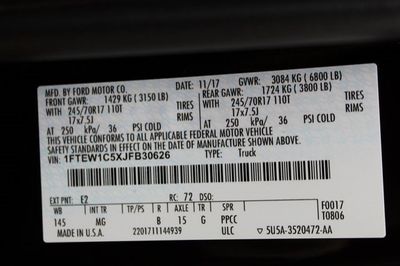 MFD. BY FORD MOTOR CO. DATE: 11/17 GVWR: 3084 KG ( 6800 LB)
FRONT GAWR: 1429 KG ( 3150 LB) REAR GAWR: 1724 KG ( 3800 LB)
WITH 245/70R17 110T TIRES WITH 245/70R17 110T TIRES
17x7.5J RIMS 17x7.5J RIMS
AT 250 kPa/ 36 PSI COLD AT 250 kPa/ 36 PSI COLD
THIS VEHICLE CONFORMS TO ALL APPLICABLE FEDERAL MOTOR VEHICLE
SAFETY STANDARDS IN EFFECT ON THE DATE OF MANUFACTURE SHOWN ABOVE.
VIN: 1FTEW1C5XJFB30626 TYPE: Truck
EXT PNT: E2 RC: 72 DSO:
WB INT TR TP/PS R AXLE TR SPR F0017
145 MG B 15 G PPCC T0806
MADE IN U.S.A. 2201711144939 ULC 5U5A-3520472-AA